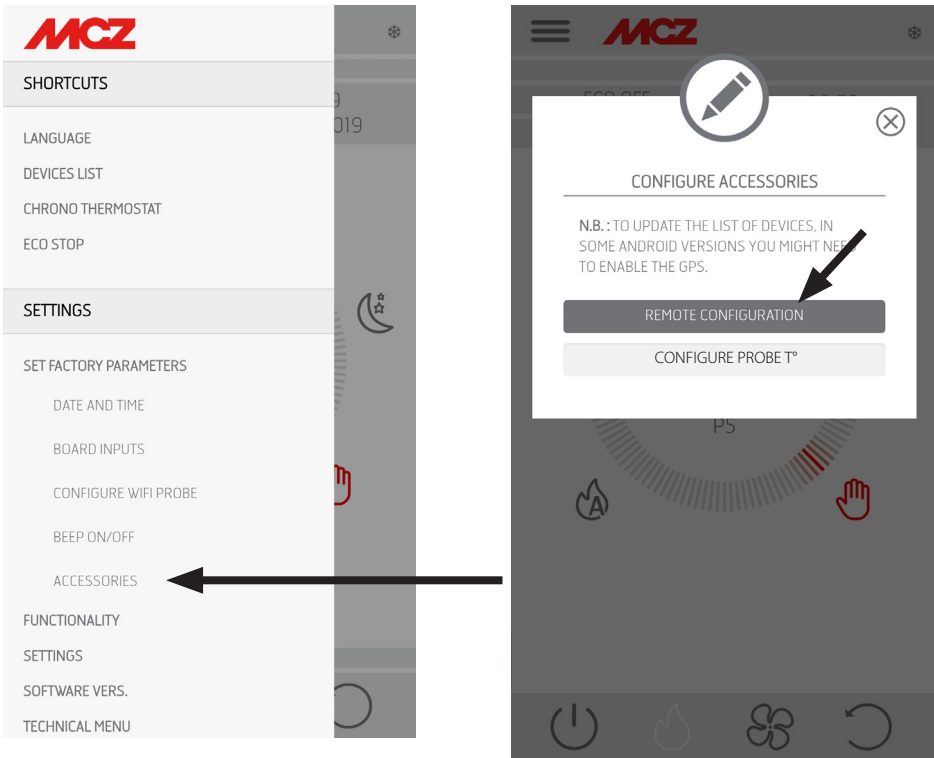 MCZ
SHORTCUTS
LANGUAGE
DEVICES LIST
CHRONO THERMOSTAT
ECO STOP
SETTINGS
SET FACTORY PARAMETERS
DATE AND TIME
BOARD INPUTS
CONFIGURE WIFI PROBE
BEEP ON/OFF
ACCESSORIES
FUNCTIONALITY
SETTINGS
SOFTWARE VERS.
TECHNICAL MENU
9
019
MCZ
CONFIGURE ACCESSORIES
N.B. : TO UPDATE THE LIST OF DEVICES, IN
SOME ANDROID VERSIONS YOU MIGHT NEED
TO ENABLE THE GPS.
REMOTE CONFIGURATION
CONFIGURE PROBE T°
P5
A